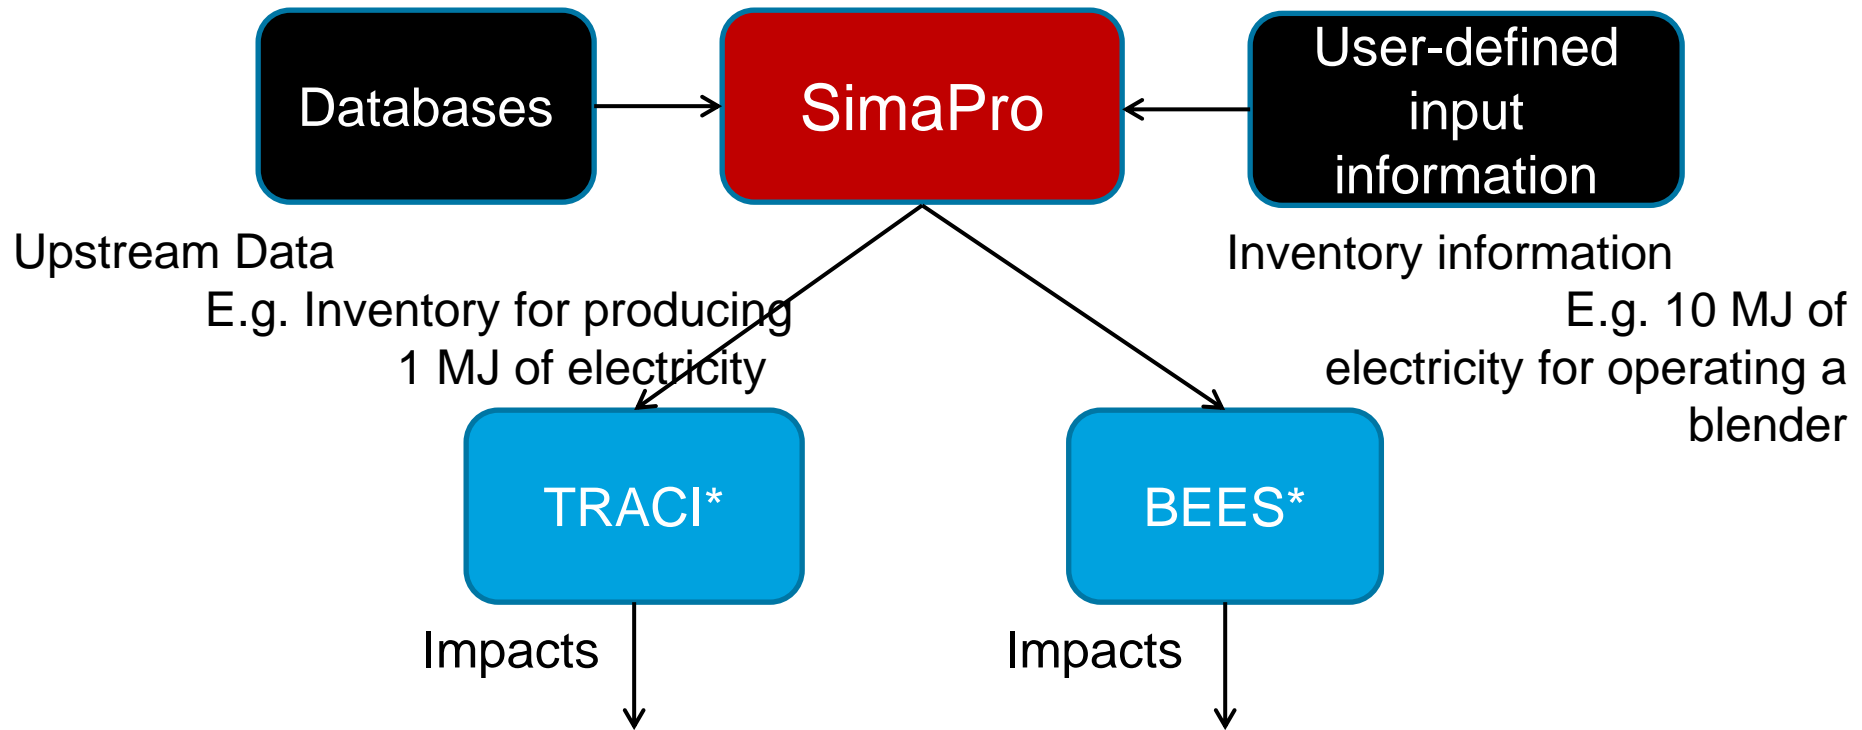 Databases
SimaPro
User-defined
input
information
Upstream Data
E.g. Inventory for producing
1 MJ of electricity
Inventory information
E.g. 10 MJ of
electricity for operating a
blender
TRACI*
BEES*
Impacts
Impacts